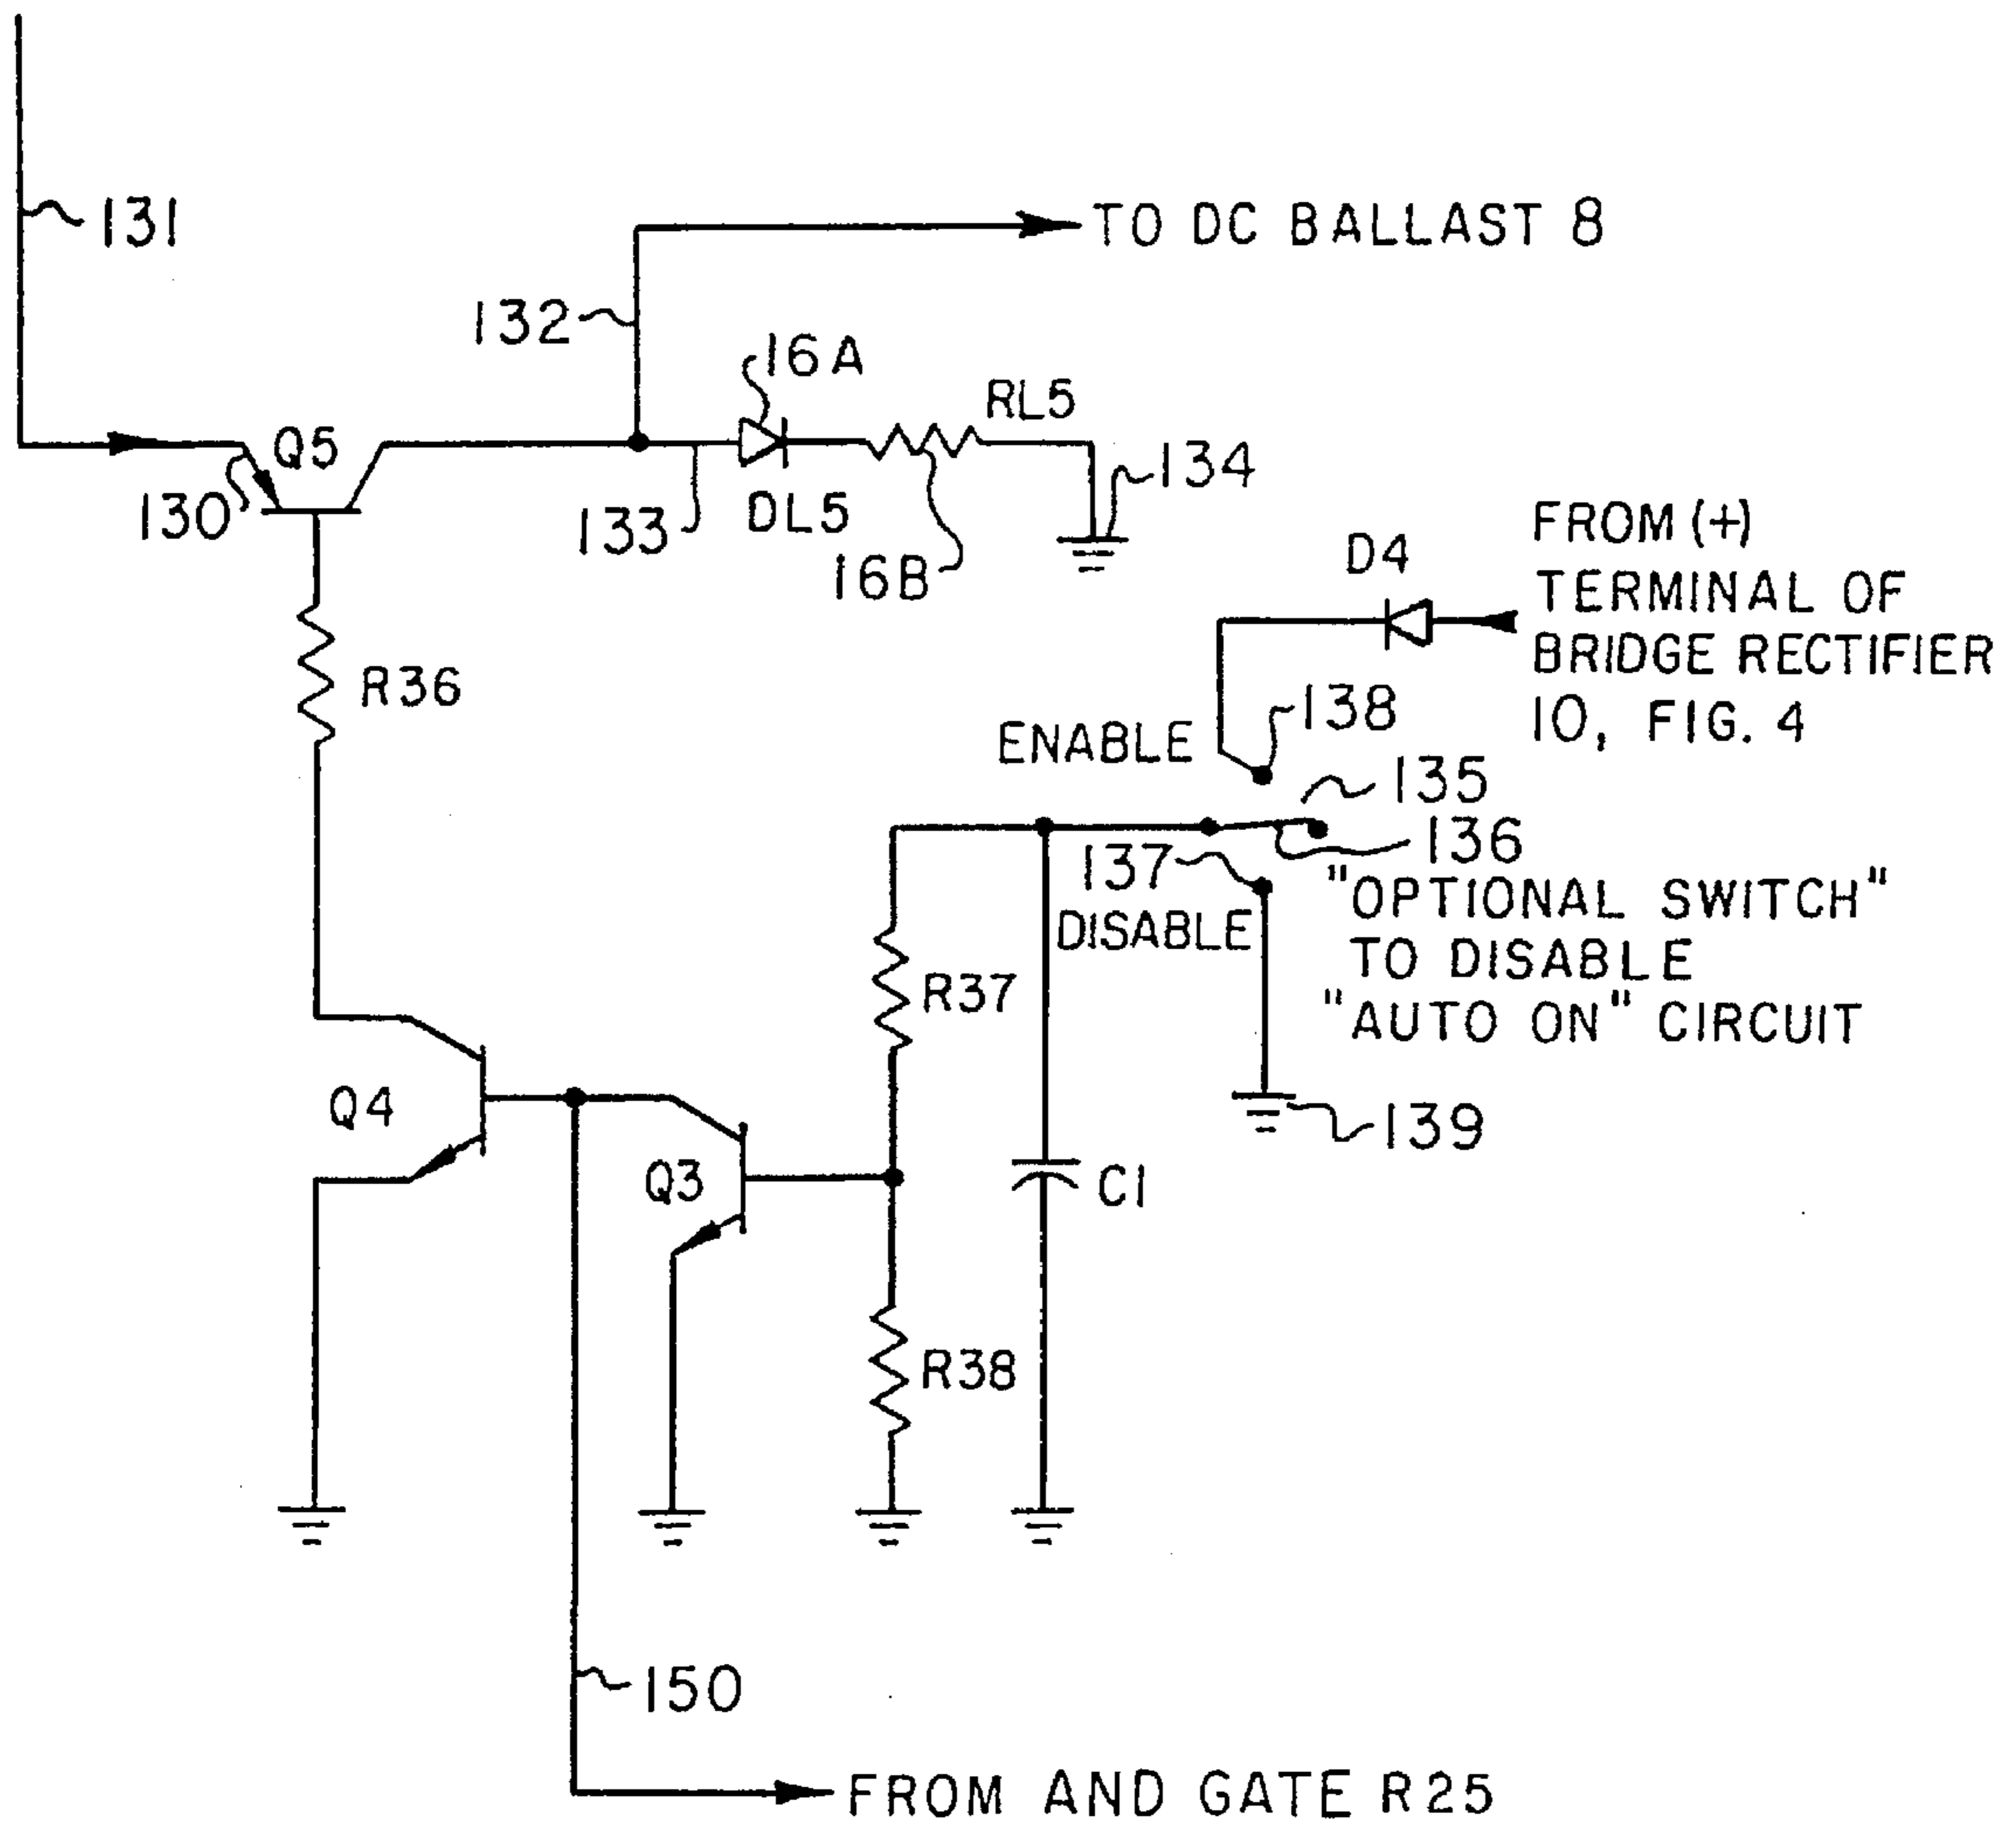 131
TO DC BALLAST 8
132
16A
RL5
Q5
134
130
133
DL5
16B
D4
FROM (+)
TERMINAL OF
BRIDGE RECTIFIER
10, FIG. 4
R36
ENABLE
138
135
136
137
DISABLE
"OPTIONAL SWITCH"
TO DISABLE
"AUTO ON" CIRCUIT
R37
Q4
139
Q3
C1
R38
150
FROM AND GATE R25